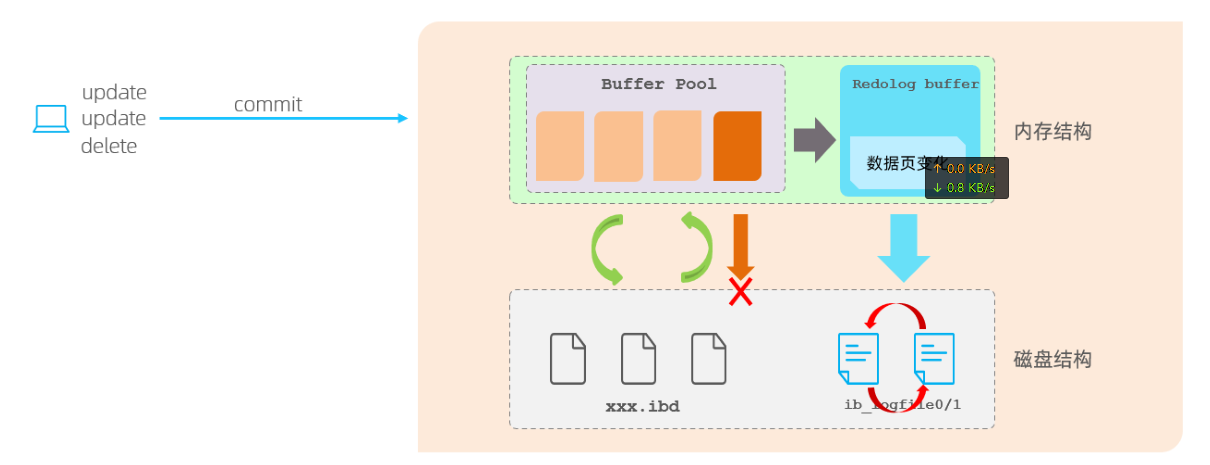 update
update
delete
commit
Buffer Pool
Redolog buffer
数据页变化
↑ 0.0 KB/s
↓ 0.8 KB/s
内存结构
xxx.ibd
ib_logfile0/1
磁盘结构